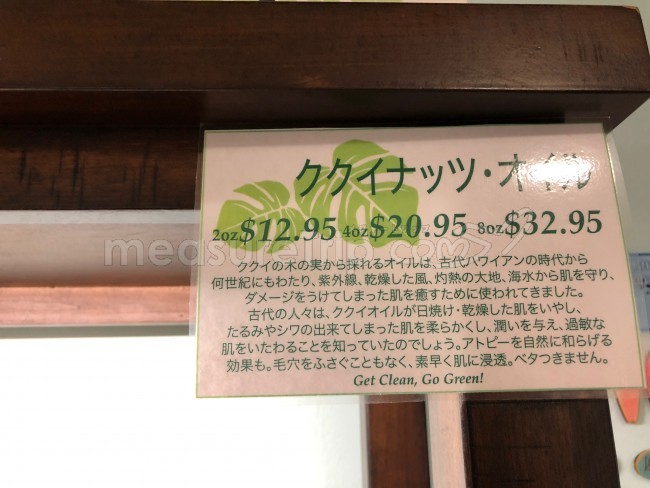 ククイナッツ・オイル
2oz$12.95 4oz$20.95 8oz$32.95
ククイの木の実から採れるオイルは、古代ハワイアンの時代から
何世紀にもわたり、紫外線、乾燥した風、灼熱の大地、海水から肌を守り、
ダメージをうけてしまった肌を癒すために使われてきました。
古代の人々は、ククイオイルが日焼け・乾燥した肌をいやし、
たるみやシワの出来てしまった肌を柔らかくし、潤いを与え、過敏な
肌をいたわることを知っていたのでしょう。アトピーを自然に和らげる
効果も。毛穴をふさぐこともなく、素早く肌に浸透。ベタつきません。
Get Clean, Go Green!